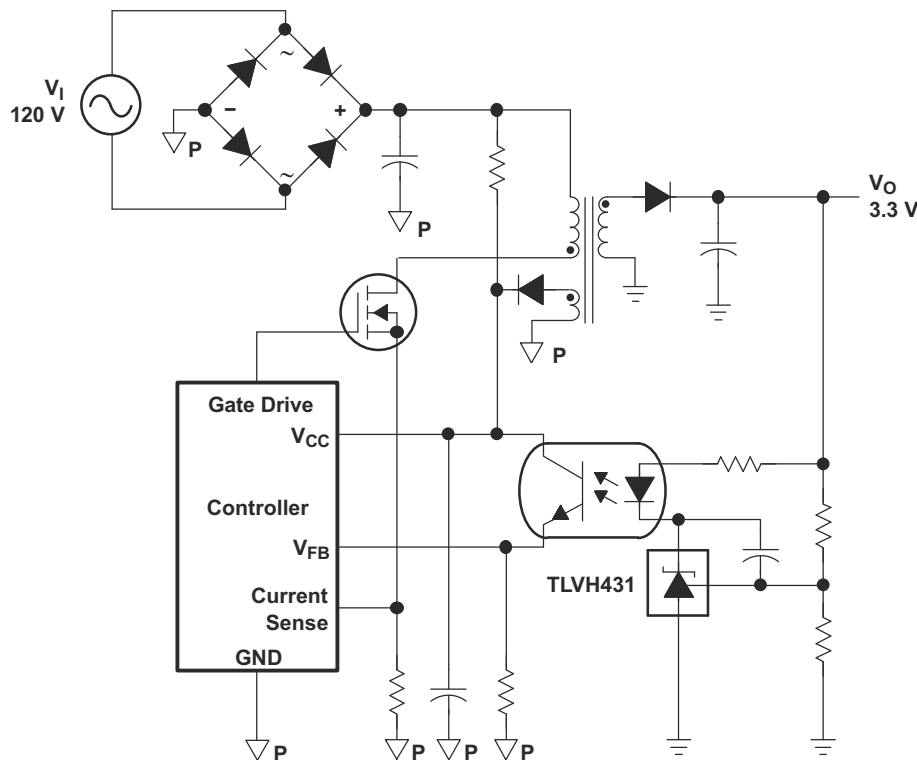 V_I
120 V
~
–
+
~
P
P
V_O
3.3 V
P
Gate Drive
V_CC
Controller
V_FB
Current
Sense
GND
TLVH431
P
P
P
P